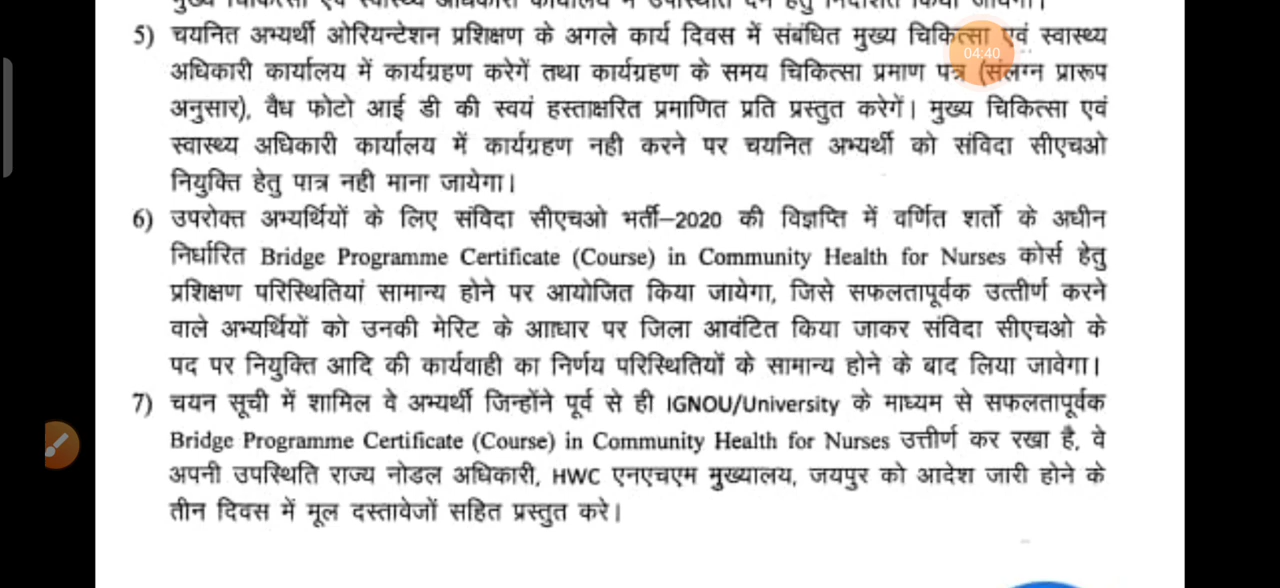 मुख्य चिकित्सा एवं स्वास्थ्य अधिकारी कार्यालय में उपस्थिति देने हेतु निर्देशित किया जायेगा।
5) चयनित अभ्यर्थी ओरियन्टेशन प्रशिक्षण के अगले कार्य दिवस में संबंधित मुख्य चिकित्सा एवं स्वास्थ्य
04:40
अधिकारी कार्यालय में कार्यग्रहण करेगें तथा कार्यग्रहण के समय चिकित्सा प्रमाण पत्र (संलग्न प्रारूप
अनुसार), वैध फोटो आई डी की स्वयं हस्ताक्षरित प्रमाणित प्रति प्रस्तुत करेगें। मुख्य चिकित्सा एवं
स्वास्थ्य अधिकारी कार्यालय में कार्यग्रहण नही करने पर चयनित अभ्यर्थी को संविदा सीएचओ
नियुक्ति हेतु पात्र नही माना जायेगा।
6) उपरोक्त अभ्यर्थियों के लिए संविदा सीएचओ भर्ती–2020 की विज्ञप्ति में वर्णित शर्तो के अधीन
निर्धारित Bridge Programme Certificate (Course) in Community Health for Nurses कोर्स हेतु
प्रशिक्षण परिस्थितियां सामान्य होने पर आयोजित किया जायेगा, जिसे सफलतापूर्वक उत्तीर्ण करने
वाले अभ्यर्थियों को उनकी मेरिट के आधार पर जिला आवंटित किया जाकर संविदा सीएचओ के
पद पर नियुक्ति आदि की कार्यवाही का निर्णय परिस्थितियों के सामान्य होने के बाद लिया जावेगा।
7) चयन सूची में शामिल वे अभ्यर्थी जिन्होंने पूर्व से ही IGNOU/University के माध्यम से सफलतापूर्वक
Bridge Programme Certificate (Course) in Community Health for Nurses उत्तीर्ण कर रखा है, वे
अपनी उपस्थिति राज्य नोडल अधिकारी, HWC एनएचएम मुख्यालय, जयपुर को आदेश जारी होने के
तीन दिवस में मूल दस्तावेजों सहित प्रस्तुत करे।